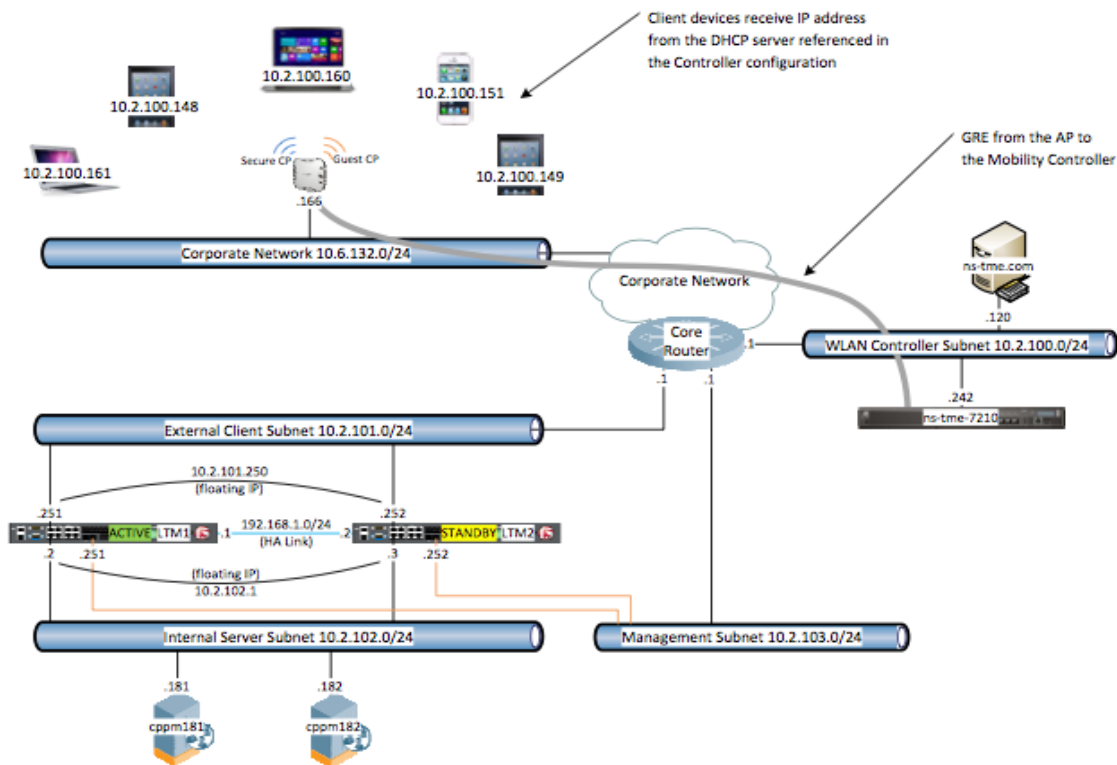 Client devices receive IP address
from the DHCP server referenced in
the Controller configuration
10.2.100.160
10.2.100.148
10.2.100.151
GRE from the AP to
the Mobility Controller
Secure CP
Guest CP
10.2.100.161
10.2.100.149
.166
Corporate Network 10.6.132.0/24
ns-tme.com
Corporate Network
.120
Core
Router
.1
WLAN Controller Subnet 10.2.100.0/24
.1
.1
.242
ns-tme-7210
External Client Subnet 10.2.101.0/24
10.2.101.250
(floating IP)
.251
.252
192.168.1.0/24
ACTIVE
LTM1
.1
.2
STANDBY
LTM2
(HA Link)
.2
.251
.3
.252
(floating IP)
10.2.102.1
Internal Server Subnet 10.2.102.0/24
Management Subnet 10.2.103.0/24
.181
.182
cppm181
cppm182